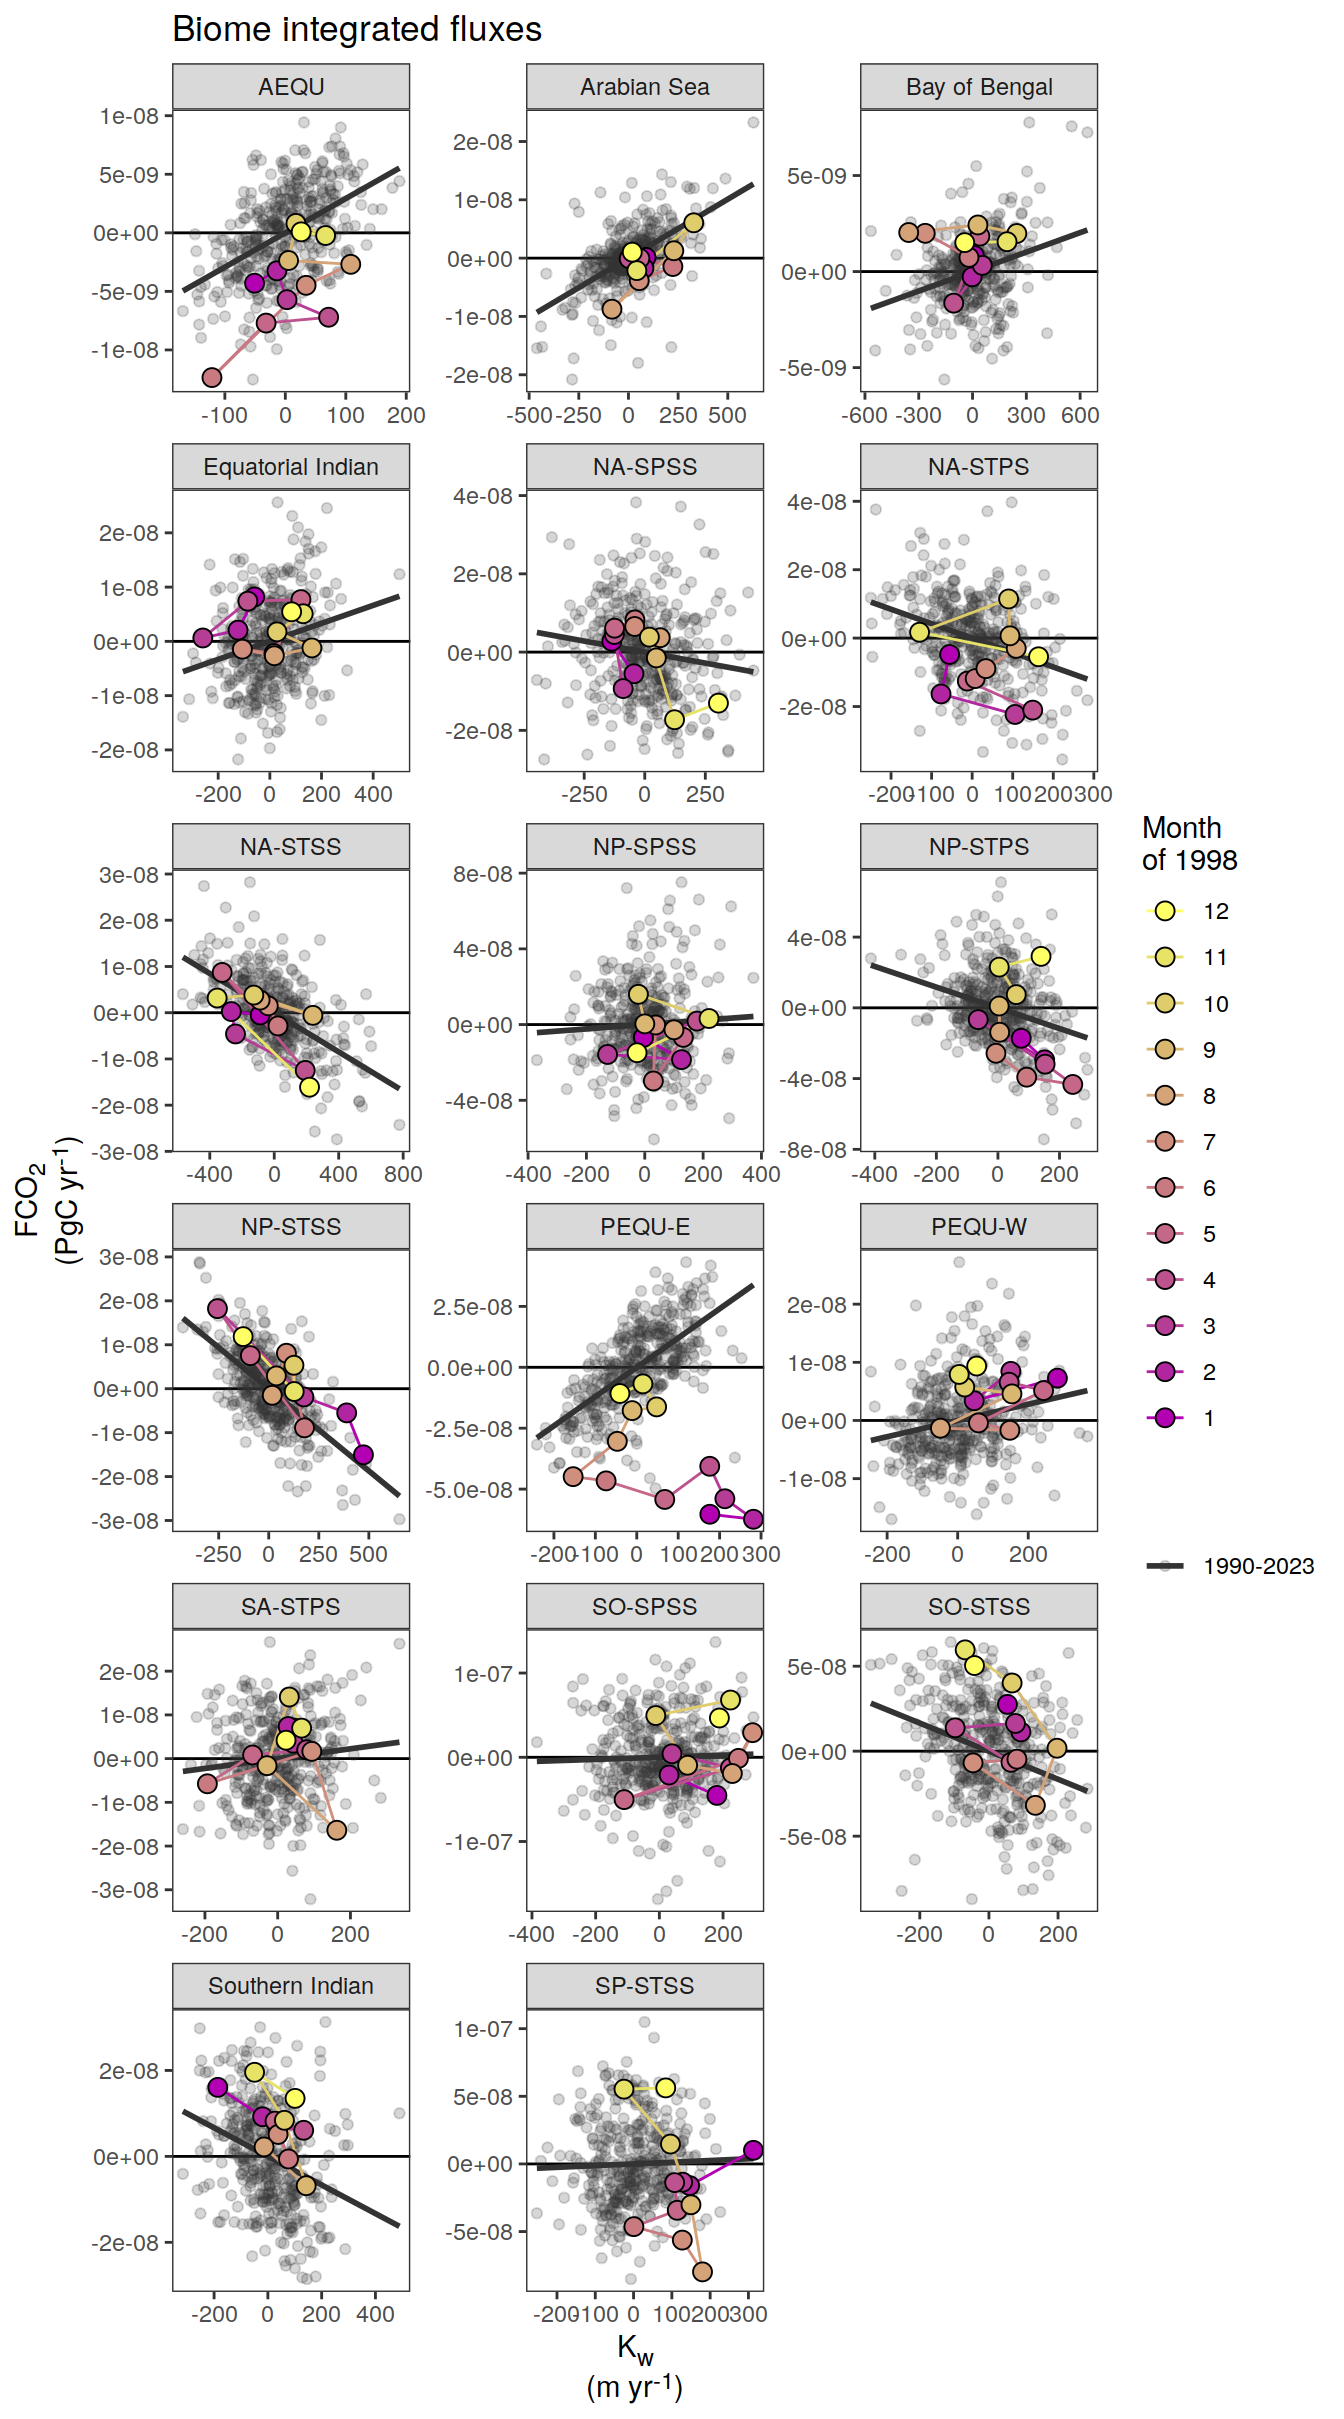 Biome integrated fluxes
AEQU Arabian Sea Bay of Bengal
1e-08
5e-09
0e+00
-5e-09
-1e-08
2e-08
1e-08
0e+00
-1e-08
-2e-08
5e-09
0e+00
-5e-09
-100 0 100 200
-500 -250 0 250 500
-600 -300 0 300 600
Equatorial Indian NA-SPSS NA-STPS
2e-08
1e-08
0e+00
-1e-08
-2e-08
4e-08
2e-08
0e+00
-2e-08
4e-08
2e-08
0e+00
-2e-08
-200 0 200 400
-250 0 250
-200 -100 0 100 200 300
NA-STSS NP-SPSS NP-STPS
3e-08
2e-08
1e-08
0e+00
-1e-08
-2e-08
-3e-08
8e-08
4e-08
0e+00
-4e-08
4e-08
0e+00
-4e-08
-8e-08
-400 0 400 800
-400 -200 0 200 400
-400 -200 0 200
NP-STSS PEQU-E PEQU-W
3e-08
2e-08
1e-08
0e+00
-1e-08
-2e-08
-3e-08
2.5e-08
0.0e+00
-2.5e-08
-5.0e-08
2e-08
1e-08
0e+00
-1e-08
-250 0 250 500
-200 -100 0 100 200 300
-200 0 200
SA-STPS SO-SPSS SO-STSS
2e-08
1e-08
0e+00
-1e-08
-2e-08
-3e-08
1e-07
0e+00
-1e-07
5e-08
0e+00
-5e-08
-200 0 200
-400 -200 0 200
-200 0 200
Southern Indian SP-STSS
2e-08
0e+00
-2e-08
1e-07
5e-08
0e+00
-5e-08
-200 0 200 400
-200 -100 0 100 200 300
FCO2
(PgC yr-1)
Kw
(m yr-1)
Month
of 1998
12
11
10
9
8
7
6
5
4
3
2
1
1990-2023